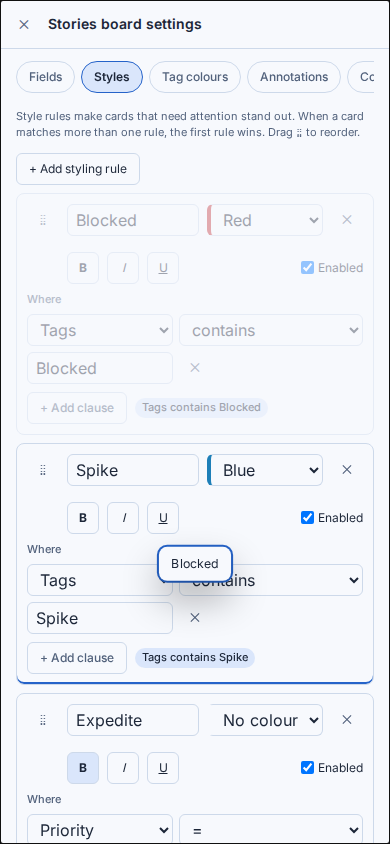 Stories board settings
Fields Styles Tag colours Annotations Co
Style rules make cards that need attention stand out. When a card
matches more than one rule, the first rule wins. Drag ⣿ to reorder.
+ Add styling rule
Blocked Red
B I U Enabled
Where
Tags contains
Blocked
+ Add clause Tags contains Blocked
Spike Blue
B I U Enabled
Where
Blocked
Tags contains
Spike
+ Add clause Tags contains Spike
Expedite No colour
B I U Enabled
Where
Priority =